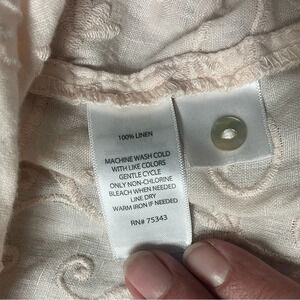 100% LINEN
MACHINE WASH COLD
WITH LIKE COLORS
GENTLE CYCLE
ONLY NON-CHLORINE
BLEACH WHEN NEEDED
LINE DRY
WARM IRON IF NEEDED
RN# 75343